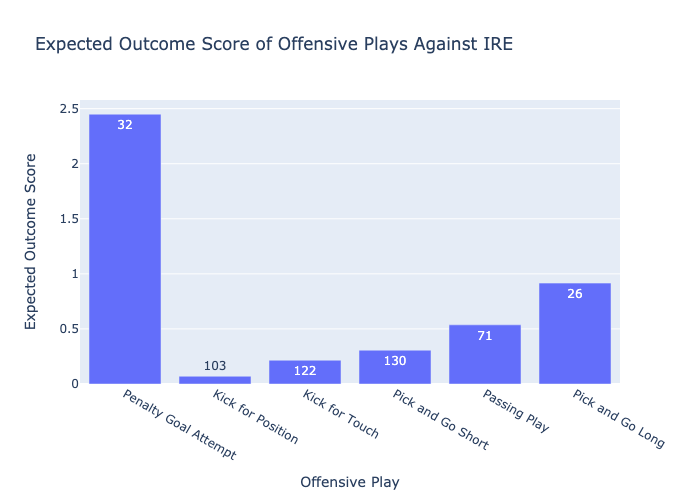 Expected Outcome Score of Offensive Plays Against IRE
Expected Outcome Score
2.5
2
1.5
1
0.5
0
32
103
122
130
71
26
Penalty Goal Attempt
Kick for Position
Kick for Touch
Pick and Go Short
Passing Play
Pick and Go Long
Offensive Play